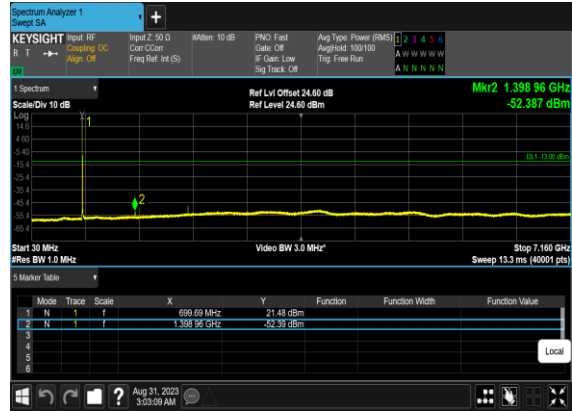 Spectrum Analyzer 1
Swept SA
+
KEYSIGHT Input: RF Input Z: 50 Ω #Atten: 10 dB PNO: Fast Avg Type: Power (RMS) 1 2 3 4 5 6
R T Coupling: DC Corr CCorr Gate: Off Avg|Hold: 100/100 A W W W W W
Align: Off Freq Ref: Int (S) IF Gain: Low Trig: Free Run
Sig Track: Off A N N N N N
1 Spectrum Ref Lvl Offset 24.60 dB Mkr2 1.398 96 GHz
Scale/Div 10 dB Ref Level 24.60 dBm -52.387 dBm
Log
14.6 1
4.60
-5.40
-15.4 DL1 -13.00 dBm
-25.4
-35.4
-45.4 2
-55.4
-65.4
Start 30 MHz Video BW 3.0 MHz* Stop 7.160 GHz
#Res BW 1.0 MHz Sweep 13.3 ms (40001 pts)
5 Marker Table
Mode Trace Scale X Y Function Function Width Function Value
1 N 1 f 699.69 MHz 21.48 dBm
2 N 1 f 1.398 96 GHz -52.39 dBm
3
4
5
6
Local
? Aug 31, 2023
3:03:09 AM